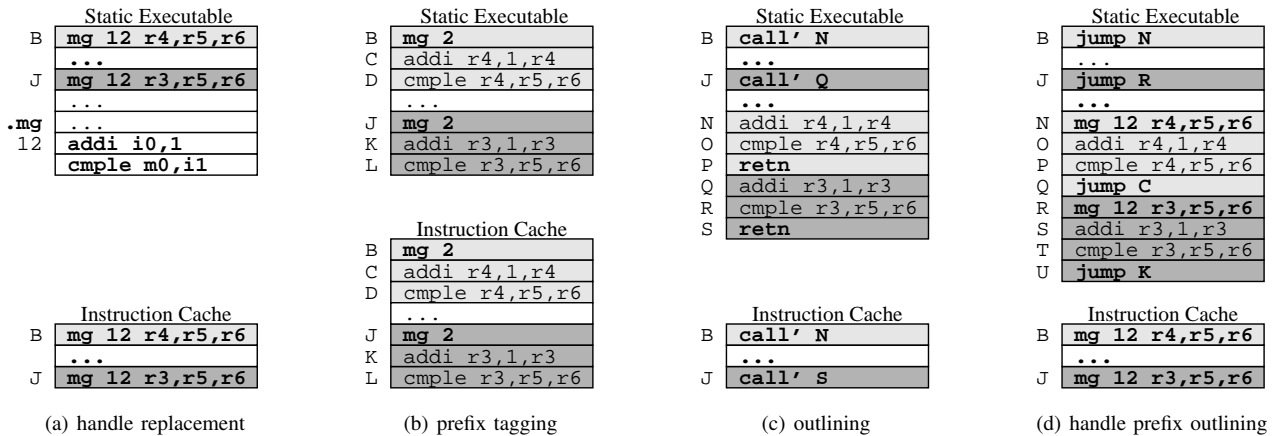 Static Executable
B mg 12 r4,r5,r6
...
J mg 12 r3,r5,r6
...
.mg ...
12 addi i0,1
cmple m0,i1
Instruction Cache
B mg 12 r4,r5,r6
...
J mg 12 r3,r5,r6
(a) handle replacement
Static Executable
B mg 2
C addi r4,1,r4
D cmple r4,r5,r6
...
J mg 2
K addi r3,1,r3
L cmple r3,r5,r6
Instruction Cache
B mg 2
C addi r4,1,r4
D cmple r4,r5,r6
...
J mg 2
K addi r3,1,r3
L cmple r3,r5,r6
(b) prefix tagging
Static Executable
B call' N
...
J call' Q
...
N addi r4,1,r4
O cmple r4,r5,r6
P retn
Q addi r3,1,r3
R cmple r3,r5,r6
S retn
Instruction Cache
B call' N
...
J call' S
(c) outlining
Static Executable
B jump N
...
J jump R
...
N mg 12 r4,r5,r6
O addi r4,1,r4
P cmple r4,r5,r6
Q jump C
R mg 12 r3,r5,r6
S addi r3,1,r3
T cmple r3,r5,r6
U jump K
Instruction Cache
B mg 12 r4,r5,r6
...
J mg 12 r3,r5,r6
(d) handle prefix outlining